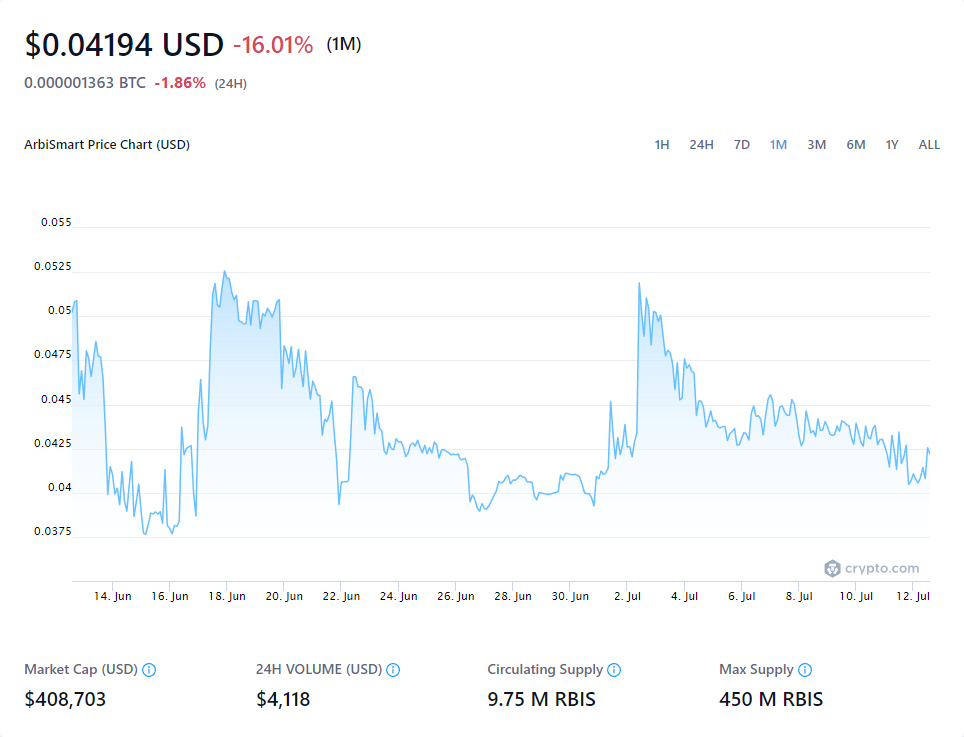 $0.04194 USD -16.01% (1M)
0.000001363 BTC -1.86% (24H)
ArbiSmart Price Chart (USD) 1H 24H 7D 1M 3M 6M 1Y ALL
0.055
0.0525
0.05
0.0475
0.045
0.0425
0.04
0.0375
crypto.com
14. Jun 16. Jun 18. Jun 20. Jun 22. Jun 24. Jun 26. Jun 28. Jun 30. Jun 2. Jul 4. Jul 6. Jul 8. Jul 10. Jul 12. Jul
Market Cap (USD) 24H VOLUME (USD) Circulating Supply Max Supply
$408,703 $4,118 9.75 M RBIS 450 M RBIS